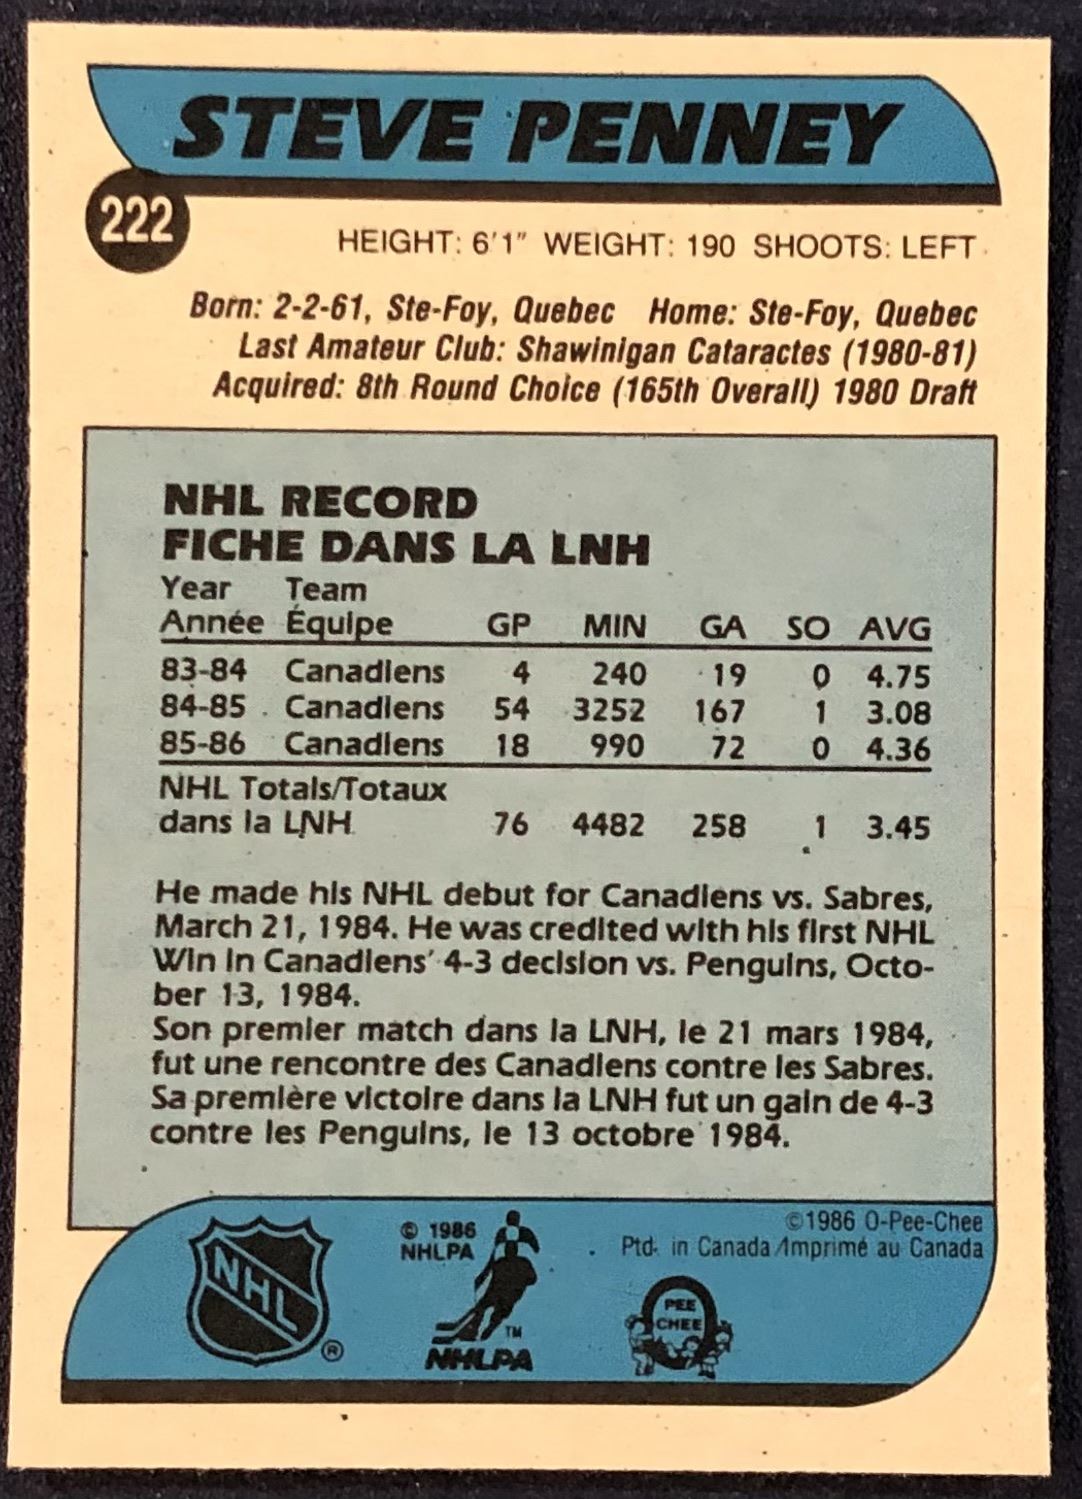 STEVE PENNEY
222
HEIGHT: 6'1" WEIGHT: 190 SHOOTS: LEFT
Born: 2-2-61, Ste-Foy, Quebec Home: Ste-Foy, Quebec
Last Amateur Club: Shawinigan Cataractes (1980-81)
Acquired: 8th Round Choice (165th Overall) 1980 Draft
NHL RECORD
FICHE DANS LA LNH
Year Team
Année Équipe GP MIN GA SO AVG
83-84 Canadiens 4 240 19 0 4.75
84-85 Canadiens 54 3252 167 1 3.08
85-86 Canadiens 18 990 72 0 4.36
NHL Totals/Totaux
dans la LNH 76 4482 258 1 3.45
He made his NHL debut for Canadiens vs. Sabres,
March 21, 1984. He was credited with his first NHL
Win in Canadiens' 4-3 decision vs. Penguins, Octo-
ber 13, 1984.
Son premier match dans la LNH, le 21 mars 1984,
fut une rencontre des Canadiens contre les Sabres.
Sa première victoire dans la LNH fut un gain de 4-3
contre les Penguins, le 13 octobre 1984.
©1986 O-Pee-Chee
Ptd. in Canada/Imprimé au Canada
© 1986
NHLPA
NHL
®
TM
NHLPA
PEE
CHEE